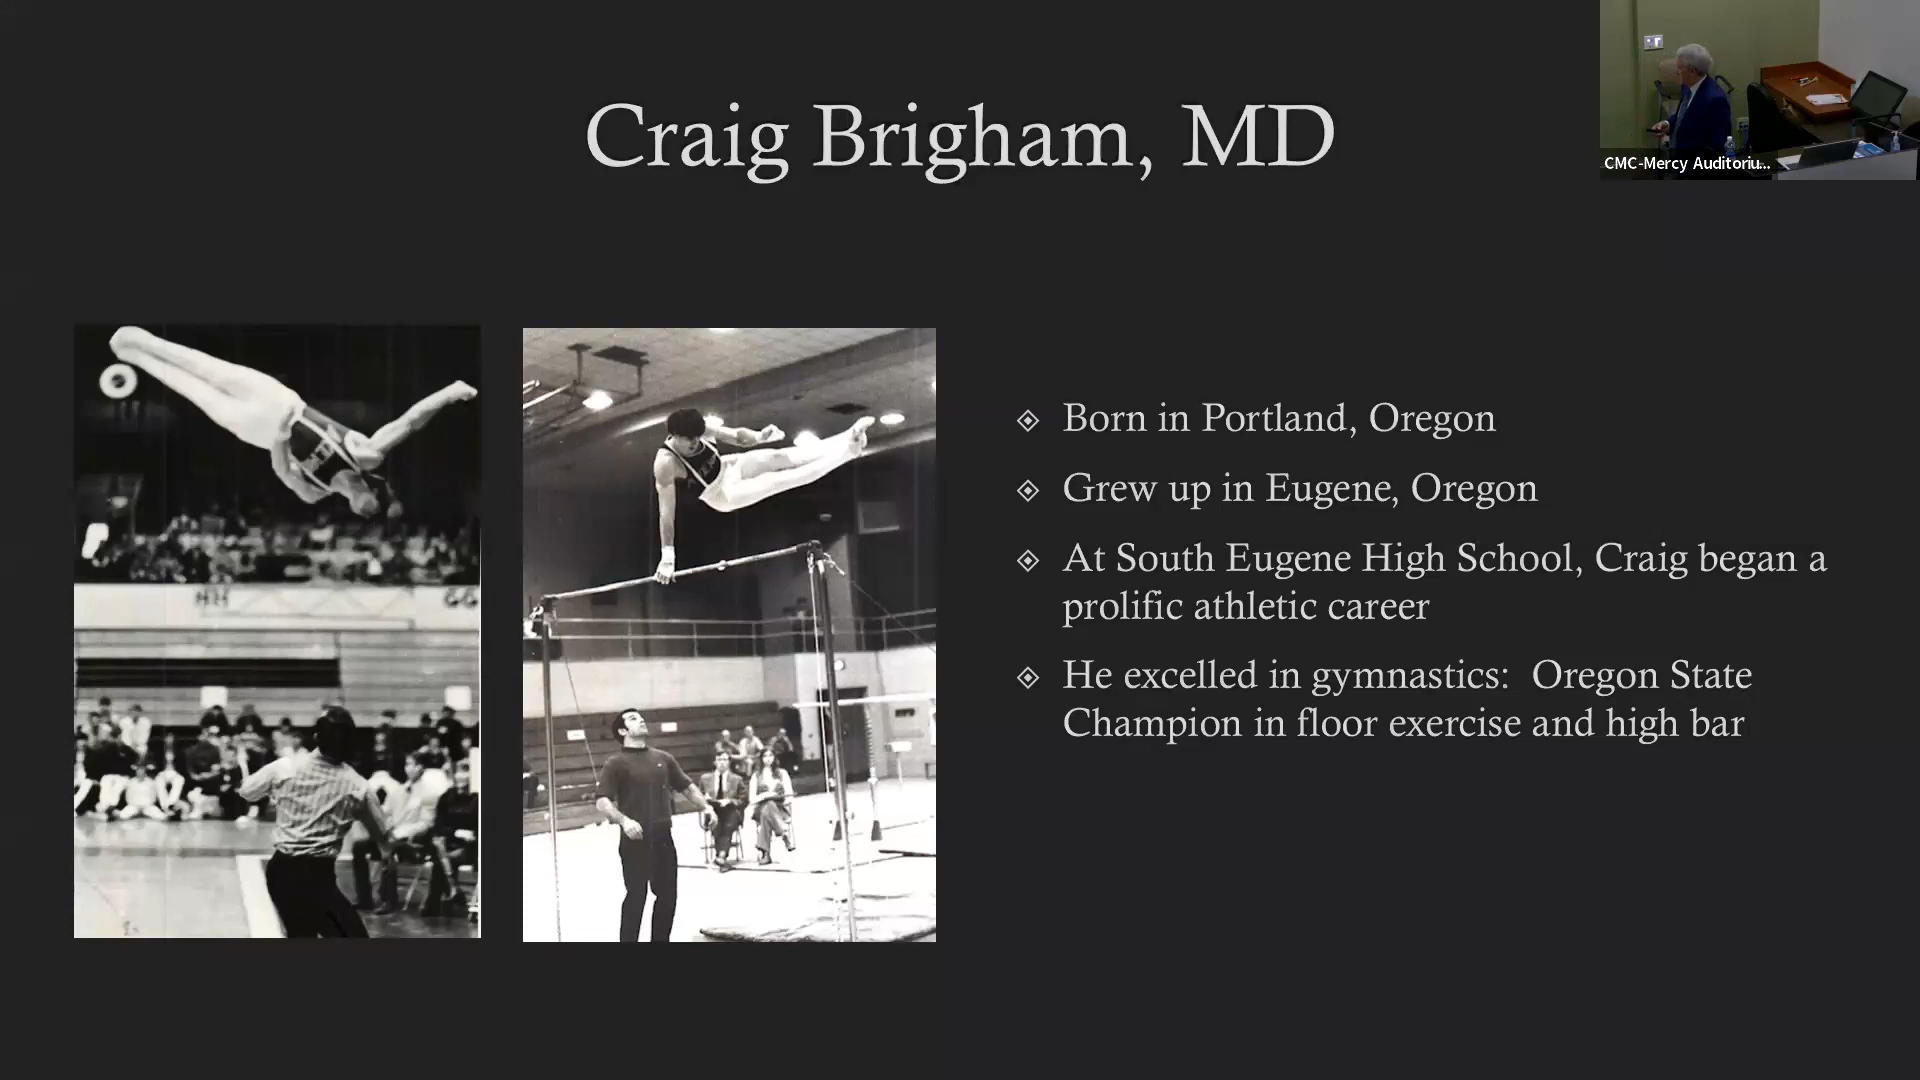 Craig Brigham, MD
CMC-Mercy Auditoriu...
Born in Portland, Oregon
Grew up in Eugene, Oregon
At South Eugene High School, Craig began a
prolific athletic career
He excelled in gymnastics:  Oregon State
Champion in floor exercise and high bar